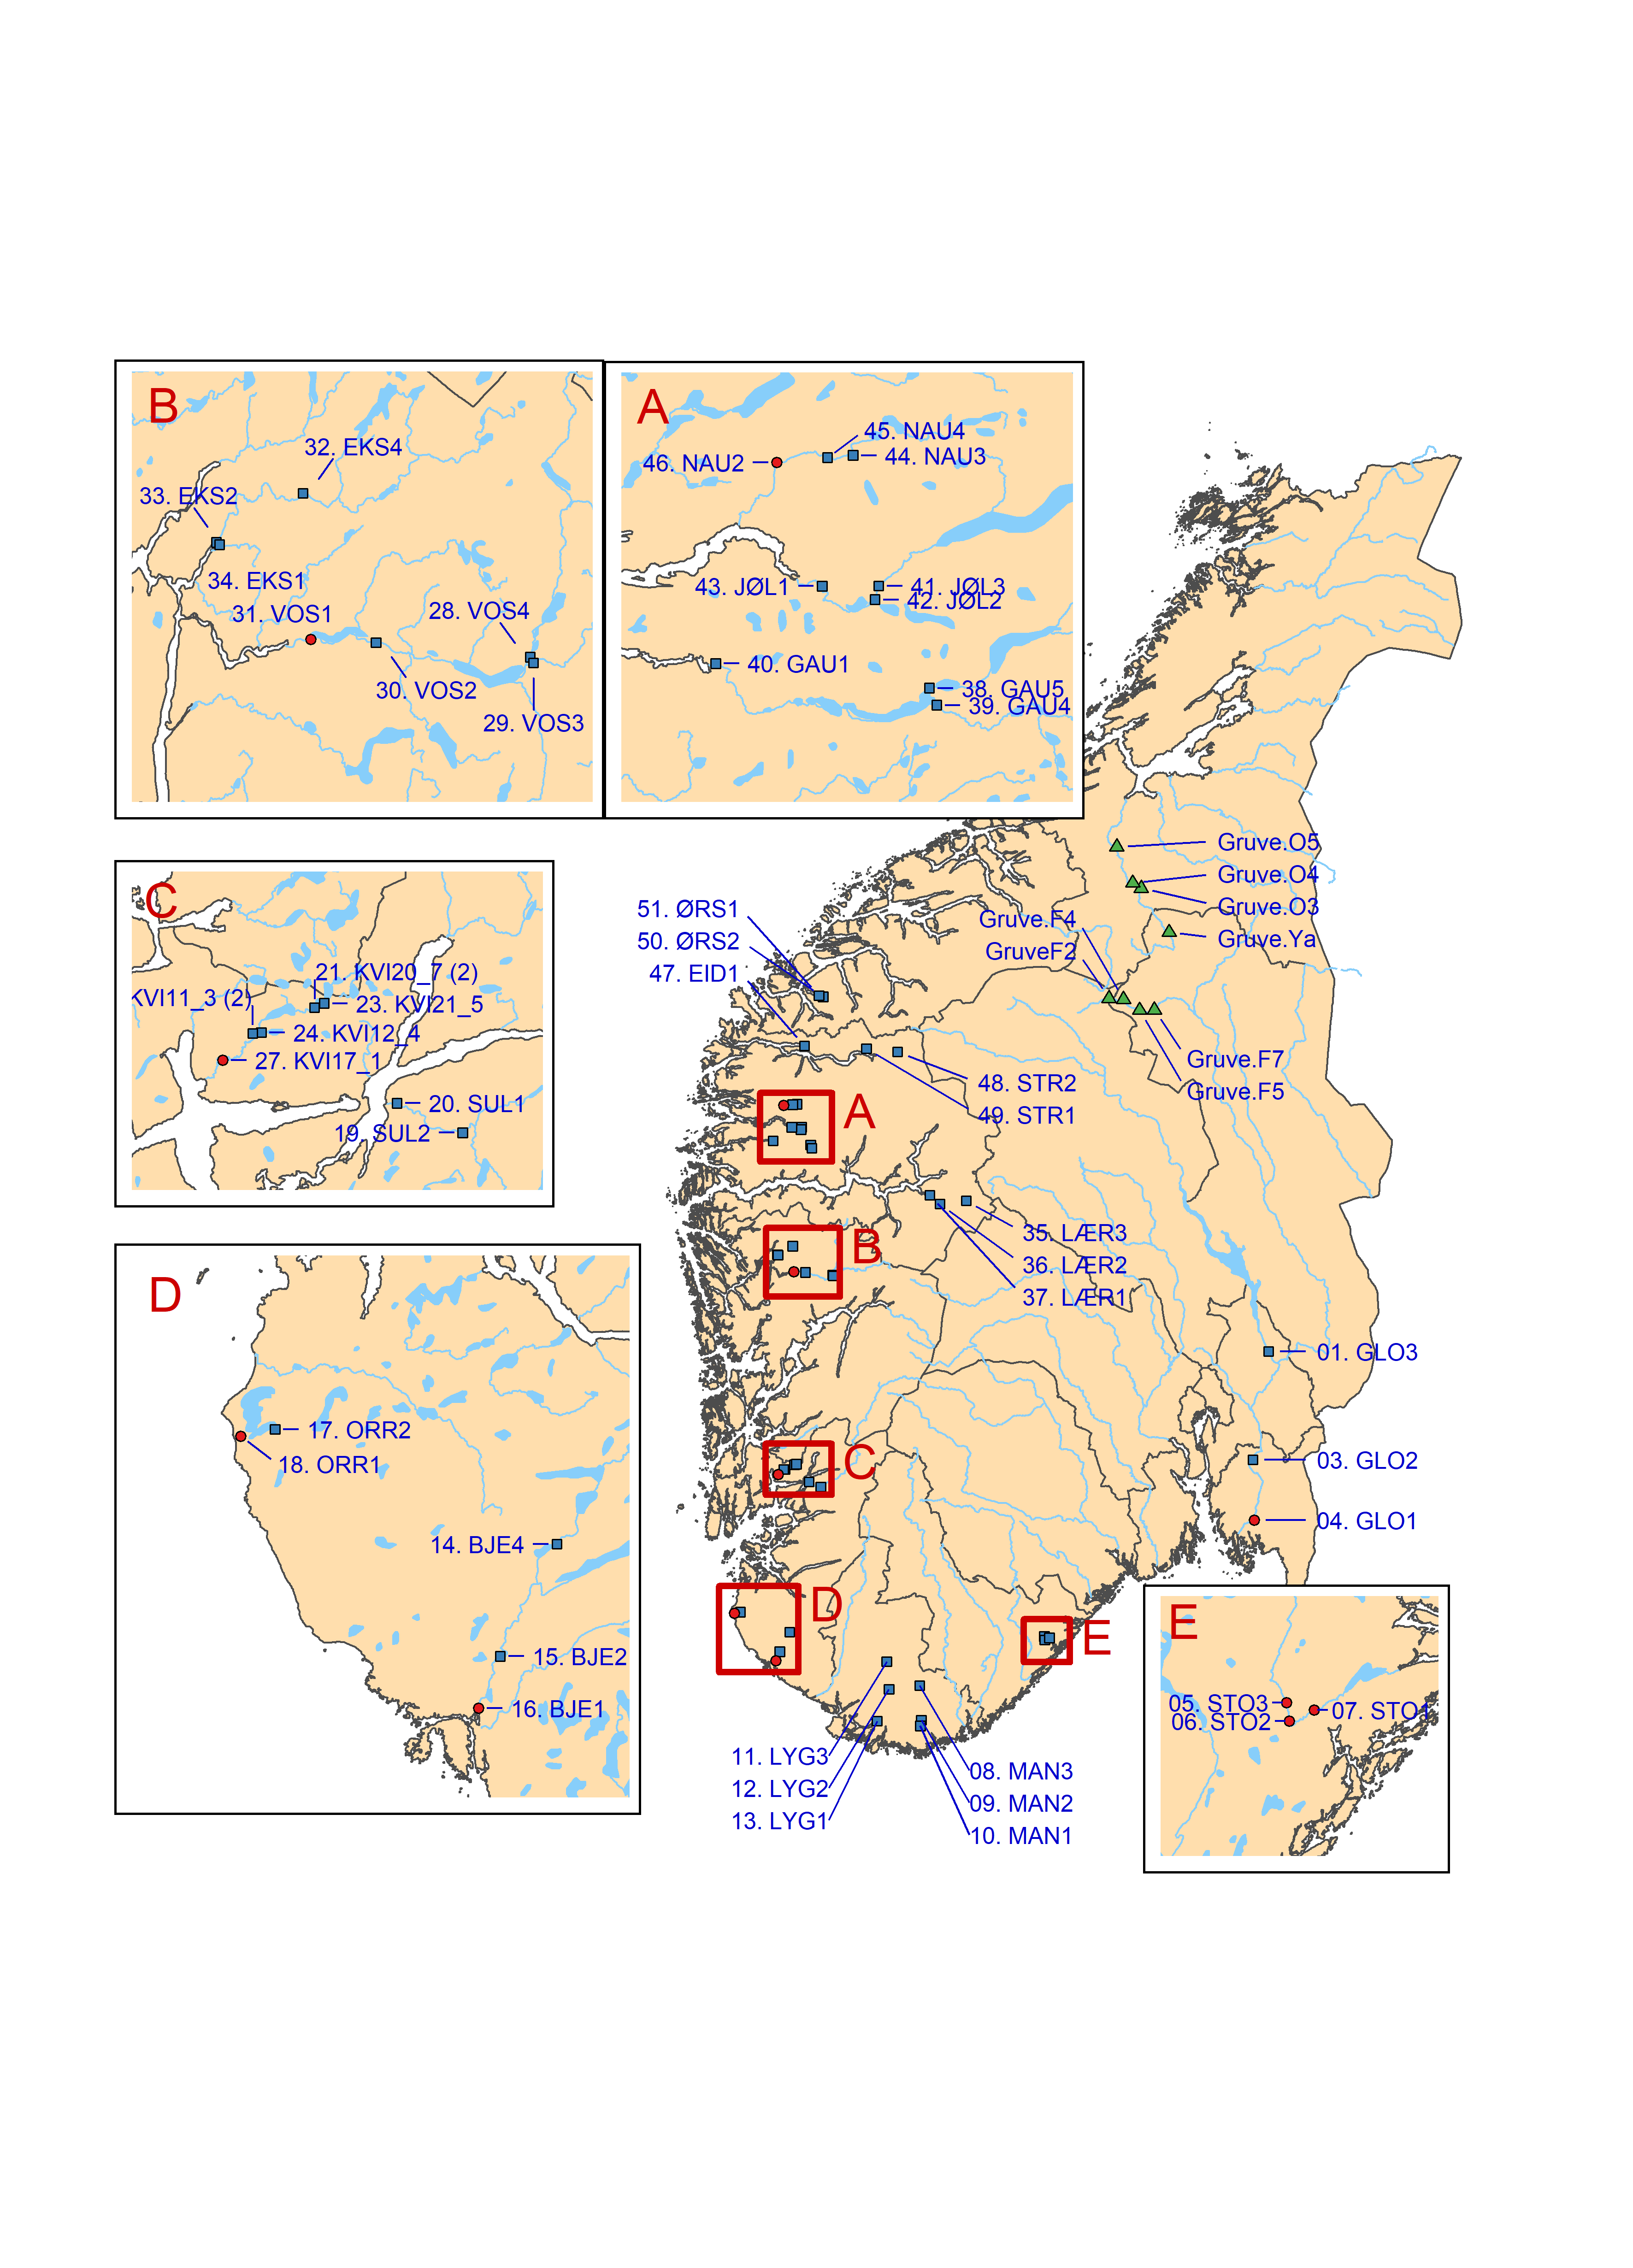 B
32. EKS4
33. EKS2
34. EKS1
31. VOS1
28. VOS4
30. VOS2
29. VOS3
A
45. NAU4
46. NAU2
44. NAU3
43. JØL1
41. JØL3
42. JØL2
40. GAU1
38. GAU5
39. GAU4
C
21. KVI20_7 (2)
KVI11_3 (2)
23. KVI21_5
24. KVI12_4
27. KVI17_1
20. SUL1
19. SUL2
D
17. ORR2
18. ORR1
14. BJE4
15. BJE2
16. BJE1
Gruve.O5
Gruve.O4
Gruve.O3
Gruve.Ya
Gruve.F4
GruveF2
Gruve.F7
Gruve.F5
51. ØRS1
50. ØRS2
47. EID1
48. STR2
49. STR1
A
35. LÆR3
36. LÆR2
37. LÆR1
B
01. GLO3
C
03. GLO2
04. GLO1
D
E
11. LYG3
12. LYG2
13. LYG1
08. MAN3
09. MAN2
10. MAN1
E
05. STO3
06. STO2
07. STO1